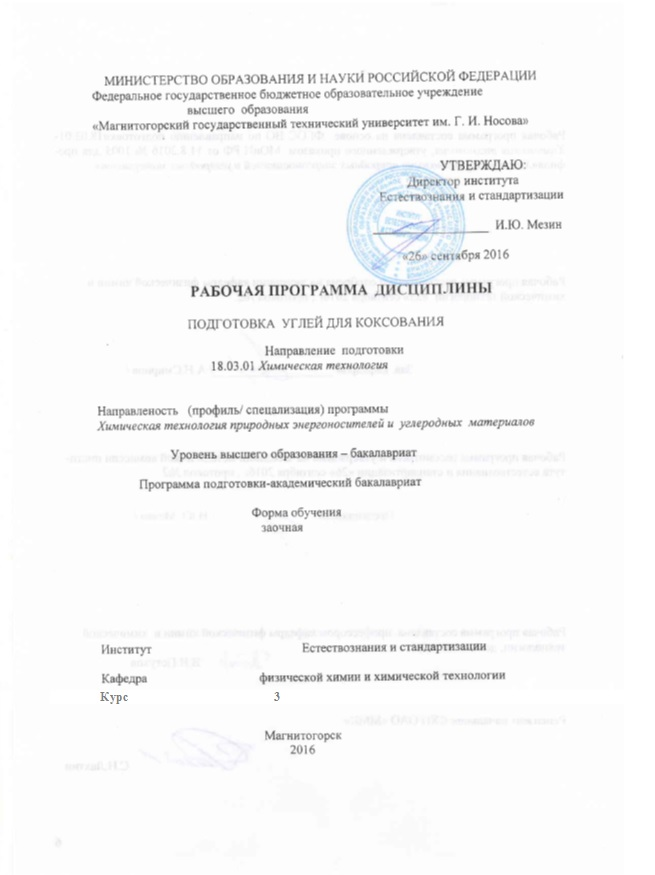 МИНИСТЕРСТВО ОБРАЗОВАНИЯ И НАУКИ РОССИЙСКОЙ ФЕДЕРАЦИИ
Федеральное государственное бюджетное образовательное учреждение
высшего образования
«Магнитогорский государственный технический университет им. Г. И. Носова»
УТВЕРЖДАЮ:
Директор института
Естествознания и стандартизации
И.Ю. Мезин
«26» сентября 2016
РАБОЧАЯ ПРОГРАММА ДИСЦИПЛИНЫ
ПОДГОТОВКА УГЛЕЙ ДЛЯ КОКСОВАНИЯ
Направление подготовки
18.03.01 Химическая технология
Направленость (профиль/ спецализация) программы
Химическая технология природных энергоносителей и углеродных материалов
Уровень высшего образования – бакалавриат
Программа подготовки-академический бакалавриат
Форма обучения
заочная
Институт Естествознания и стандартизации
Кафедра физической химии и химической технологии
Курс 3
Магнитогорск
2016